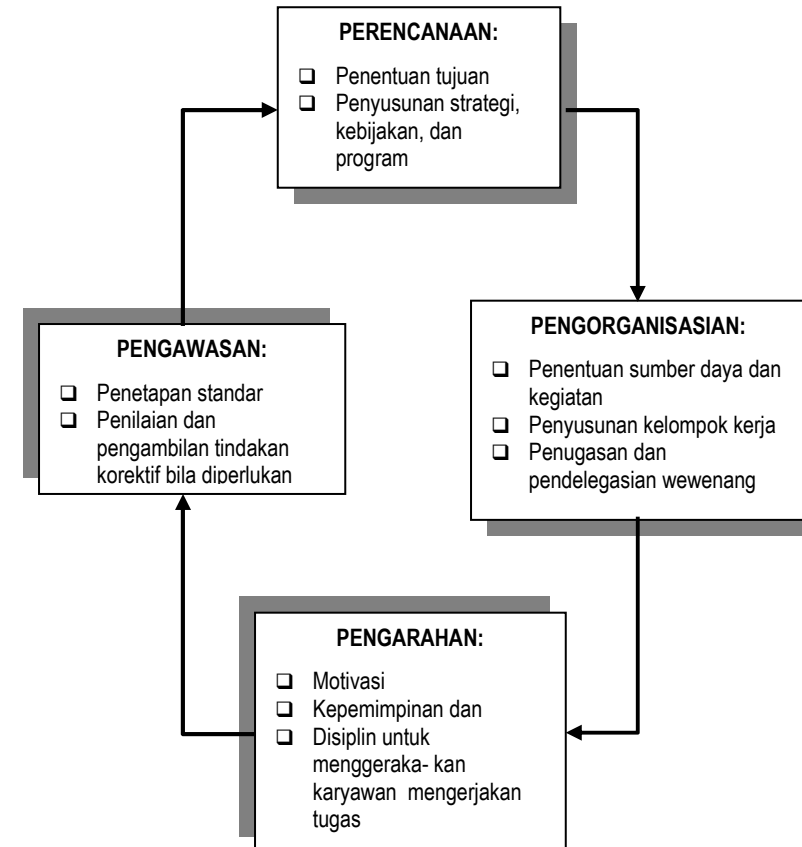 PERENCANAAN:
❑ Penentuan tujuan
❑ Penyusunan strategi,
kebijakan, dan
program
PENGORGANISASIAN:
❑ Penentuan sumber daya dan
kegiatan
❑ Penyusunan kelompok kerja
❑ Penugasan dan
pendelegasian wewenang
PENGAWASAN:
❑ Penetapan standar
❑ Penilaian dan
pengambilan tindakan
korektif bila diperlukan
PENGARAHAN:
❑ Motivasi
❑ Kepemimpinan dan
❑ Disiplin untuk
menggeraka- kan
karyawan mengerjakan
tugas